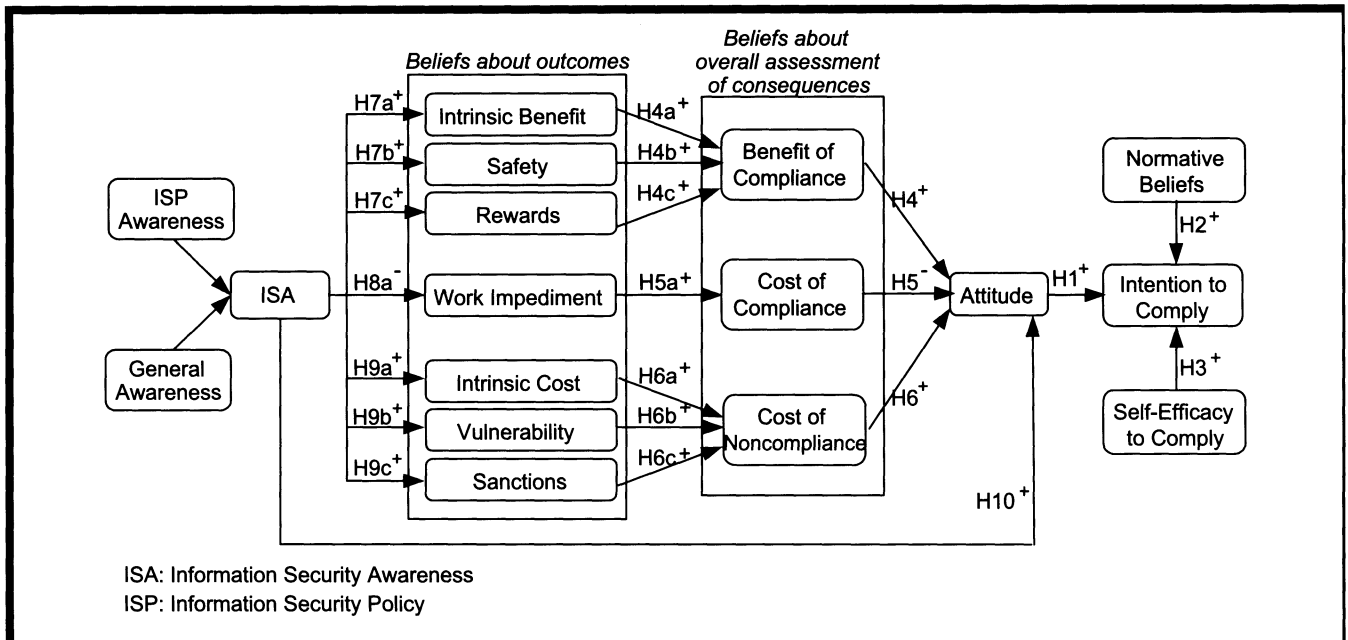 Beliefs about outcomes
Beliefs about
overall assessment
of consequences
ISP
Awareness
General
Awareness
ISA
H7a+
H7b+
H7c+
H8a-
H9a+
H9b+
H9c+
Intrinsic Benefit
Safety
Rewards
Work Impediment
Intrinsic Cost
Vulnerability
Sanctions
H4a+
H4b+
H4c+
H5a+
H6a+
H6b+
H6c+
Benefit of
Compliance
Cost of
Compliance
Cost of
Noncompliance
H4+
H5-
H6+
H10+
Attitude
H1+
Normative
Beliefs
H2+
Intention to
Comply
H3+
Self-Efficacy
to Comply
ISA: Information Security Awareness
ISP: Information Security Policy